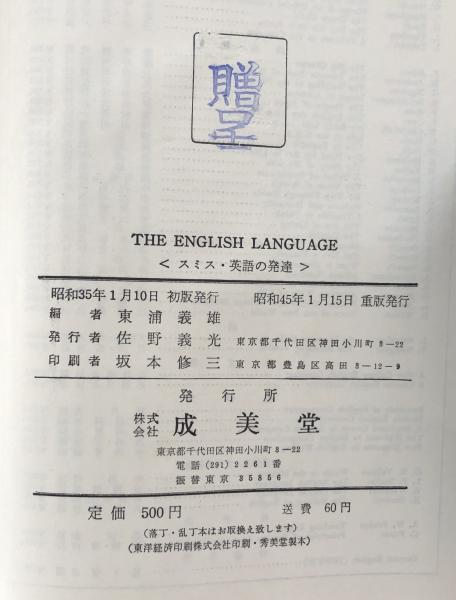 贈呈
THE ENGLISH LANGUAGE
＜スミス・英語の発達＞
昭和35年1月10日 初版発行 昭和45年1月15日 重版発行
編者 東浦義雄
発行者 佐野義光 東京都千代田区神田小川町3−22
印刷者 坂本修三 東京都豊島区高田3−12−9
発行所
株式会社 成美堂
東京都千代田区神田小川町3−22
電話(291)2261番
振替東京 35856
定価 500円 送費 60円
(落丁・乱丁本はお取換え致します)
(東洋経済印刷株式会社印刷・秀美堂製本)